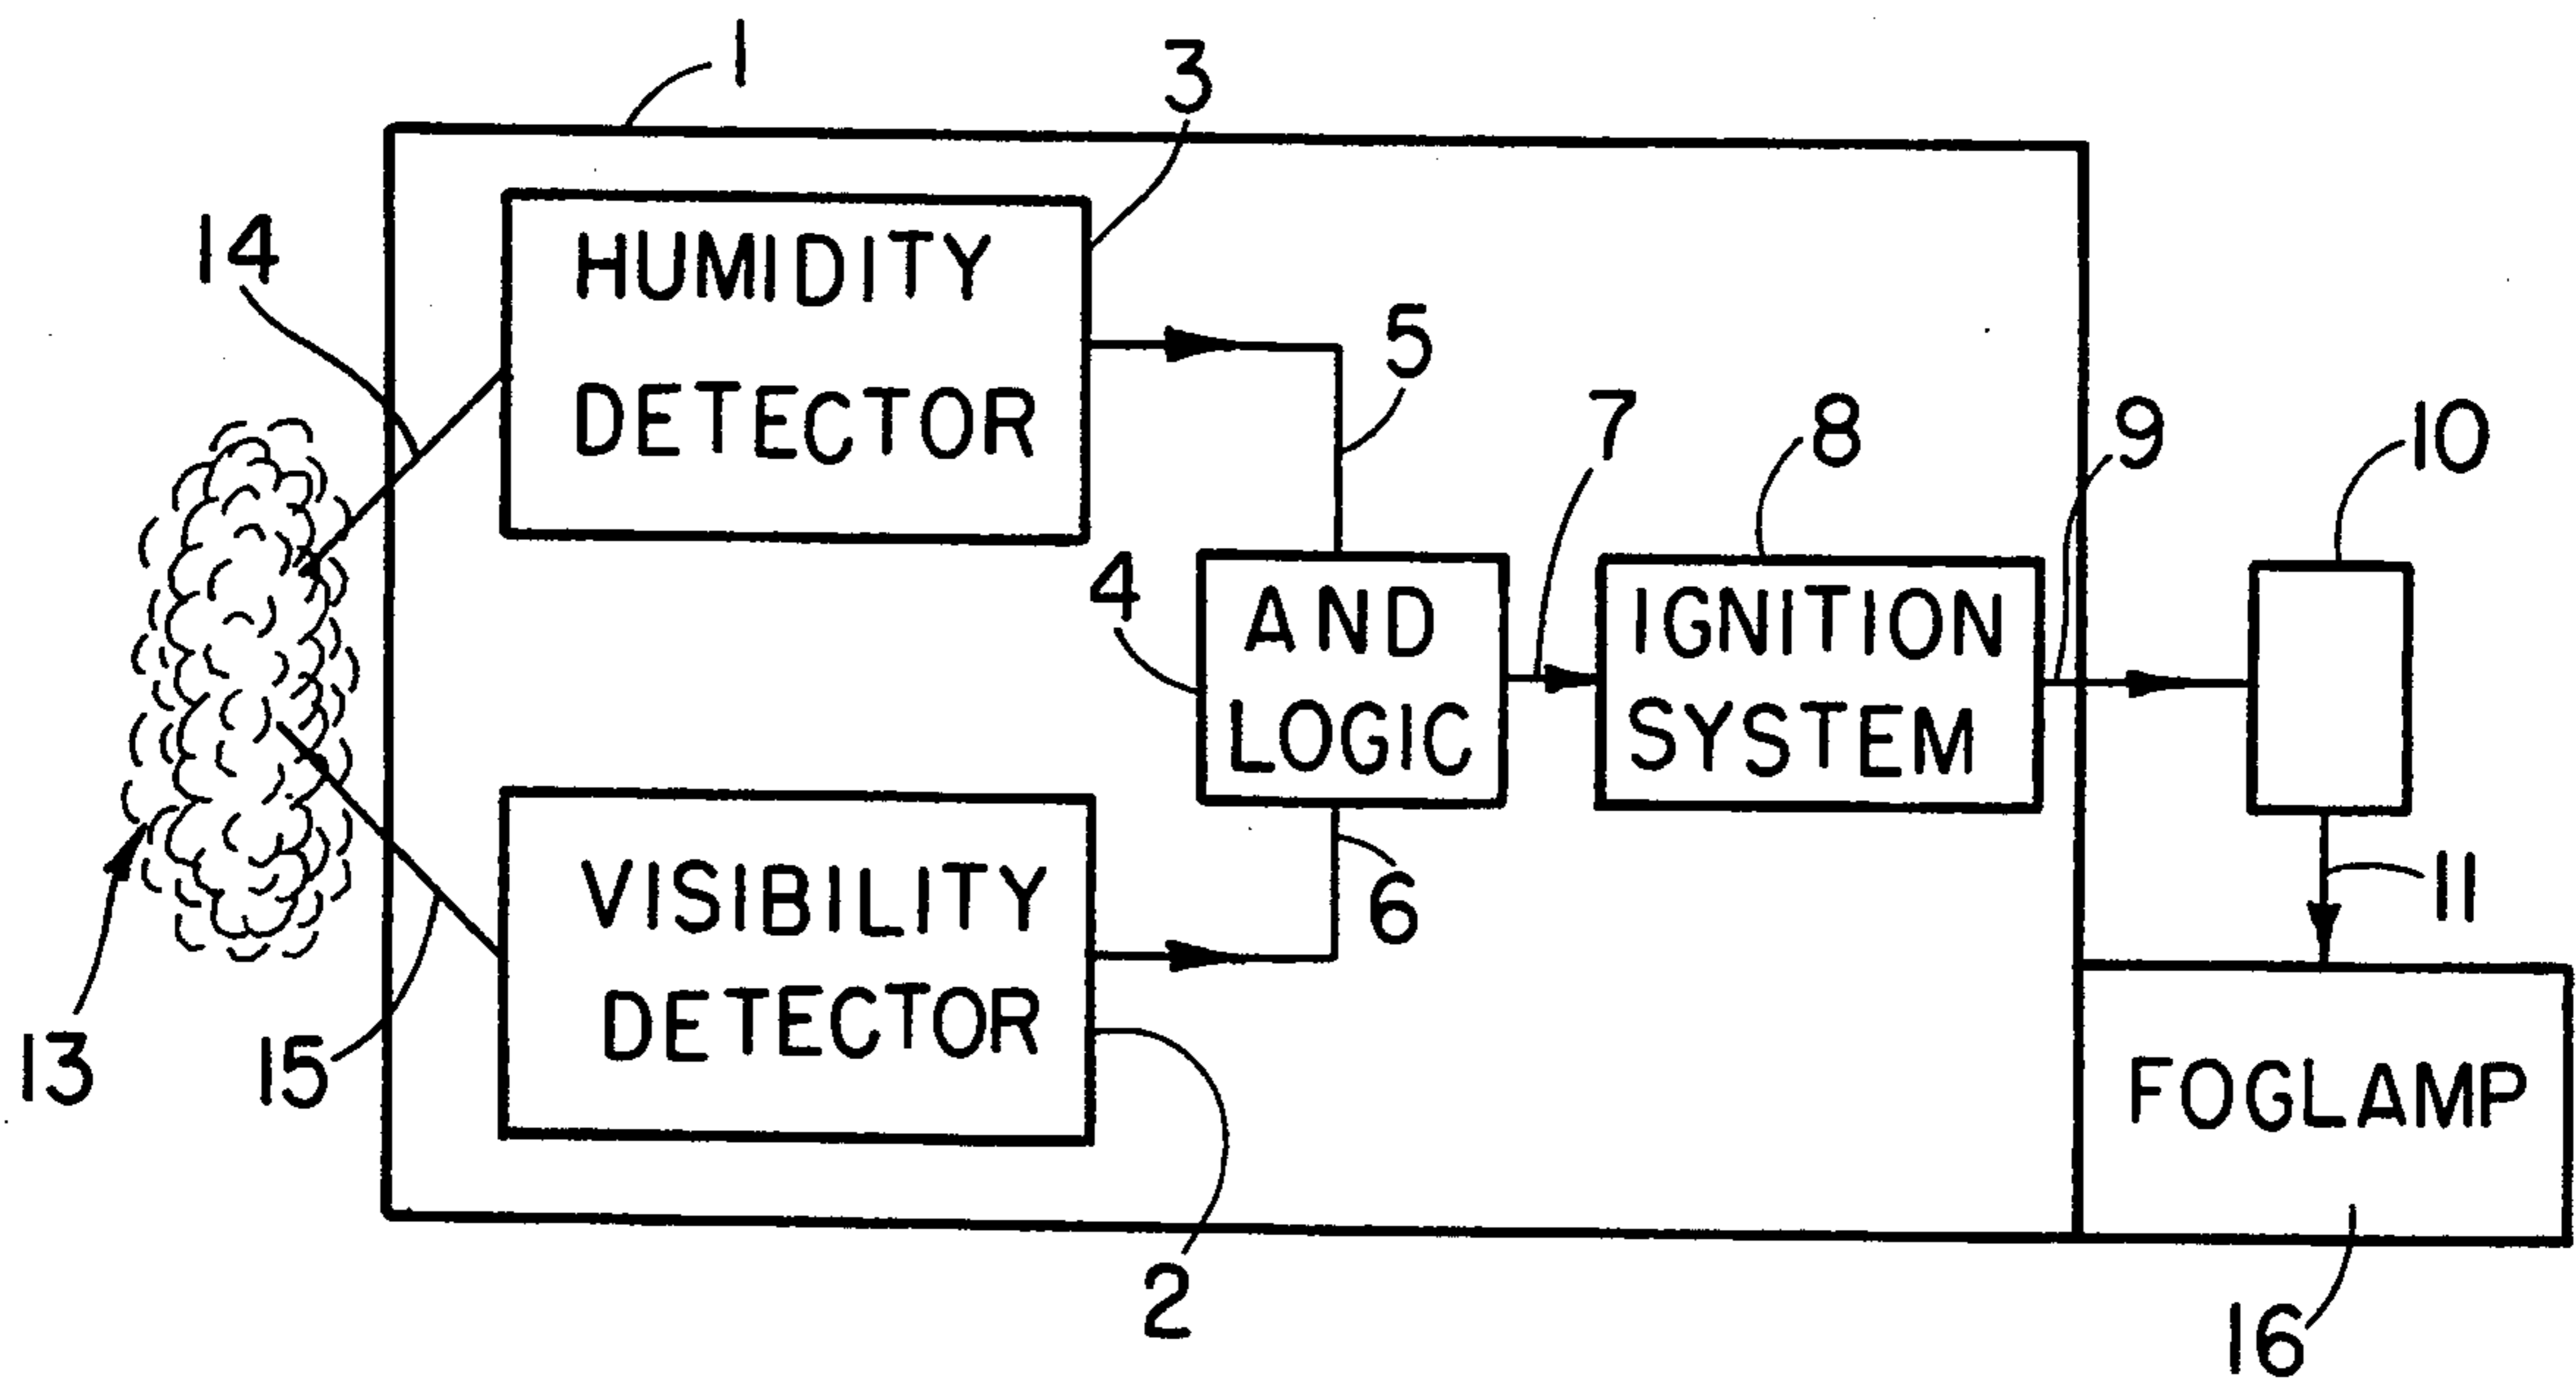 1
3
14
HUMIDITY
DETECTOR
5
7
8
9
10
4
AND
LOGIC
IGNITION
SYSTEM
6
11
VISIBILITY
DETECTOR
13
15
2
FOGLAMP
16